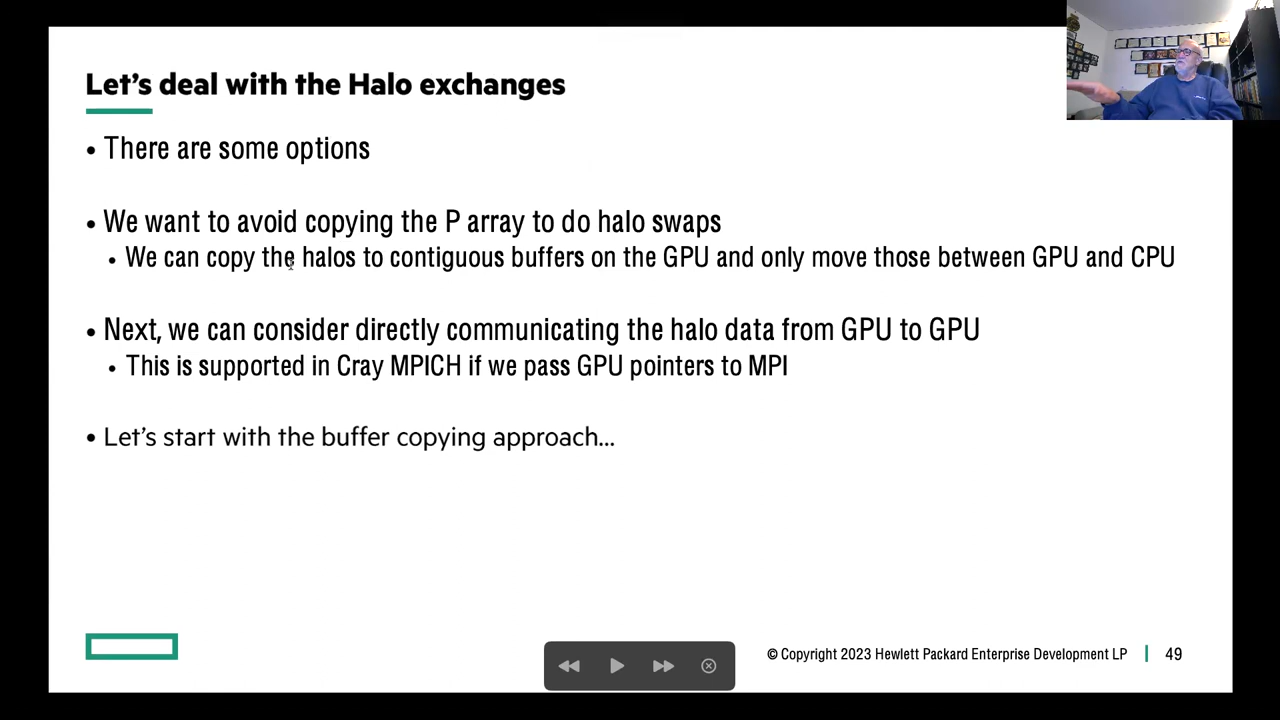 Let's deal with the Halo exchanges
• There are some options
• We want to avoid copying the P array to do halo swaps
• We can copy the halos to contiguous buffers on the GPU and only move those between GPU and CPU
• Next, we can consider directly communicating the halo data from GPU to GPU
• This is supported in Cray MPICH if we pass GPU pointers to MPI
• Let's start with the buffer copying approach...
© Copyright 2023 Hewlett Packard Enterprise Development LP | 49